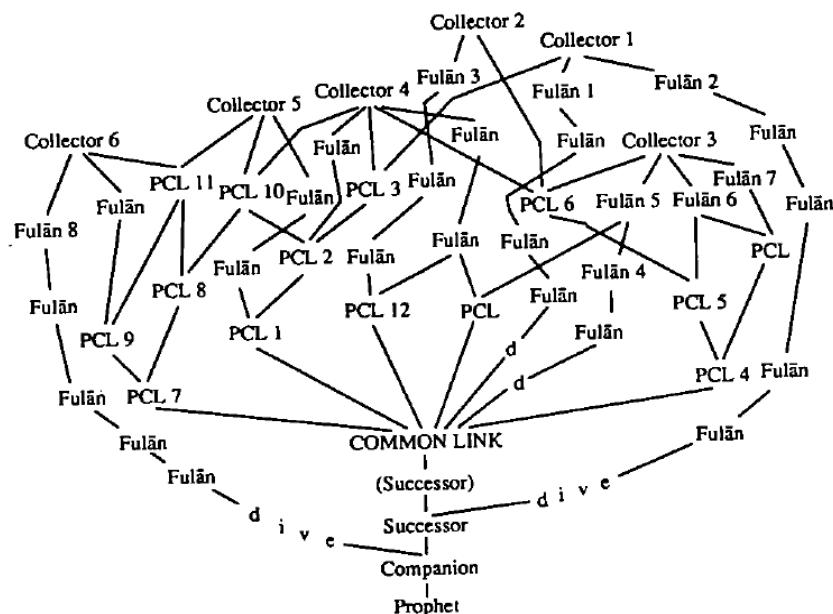 Collector 2
Collector 1
Fulān 3
Fulān 2
Collector 4
Fulān 1
Collector 5
Fulān
Fulān
Collector 6
Fulān
Fulān
Collector 3
PCL 11
PCL 10
PCL 3
Fulān
Fulān 7
Fulān
Fulān
PCL 6
Fulān 5
Fulān 6
Fulān
Fulān 8
Fulān
Fulān
Fulān
PCL
Fulān
PCL 2
Fulān 4
PCL 8
Fulān
PCL 5
Fulān
PCL 12
PCL
PCL 1
Fulān
PCL 9
d
PCL 4
Fulān
d
Fulān
PCL 7
Fulān
COMMON LINK
Fulān
Fulān
(Successor)
dive
dive
Successor
Companion
Prophet